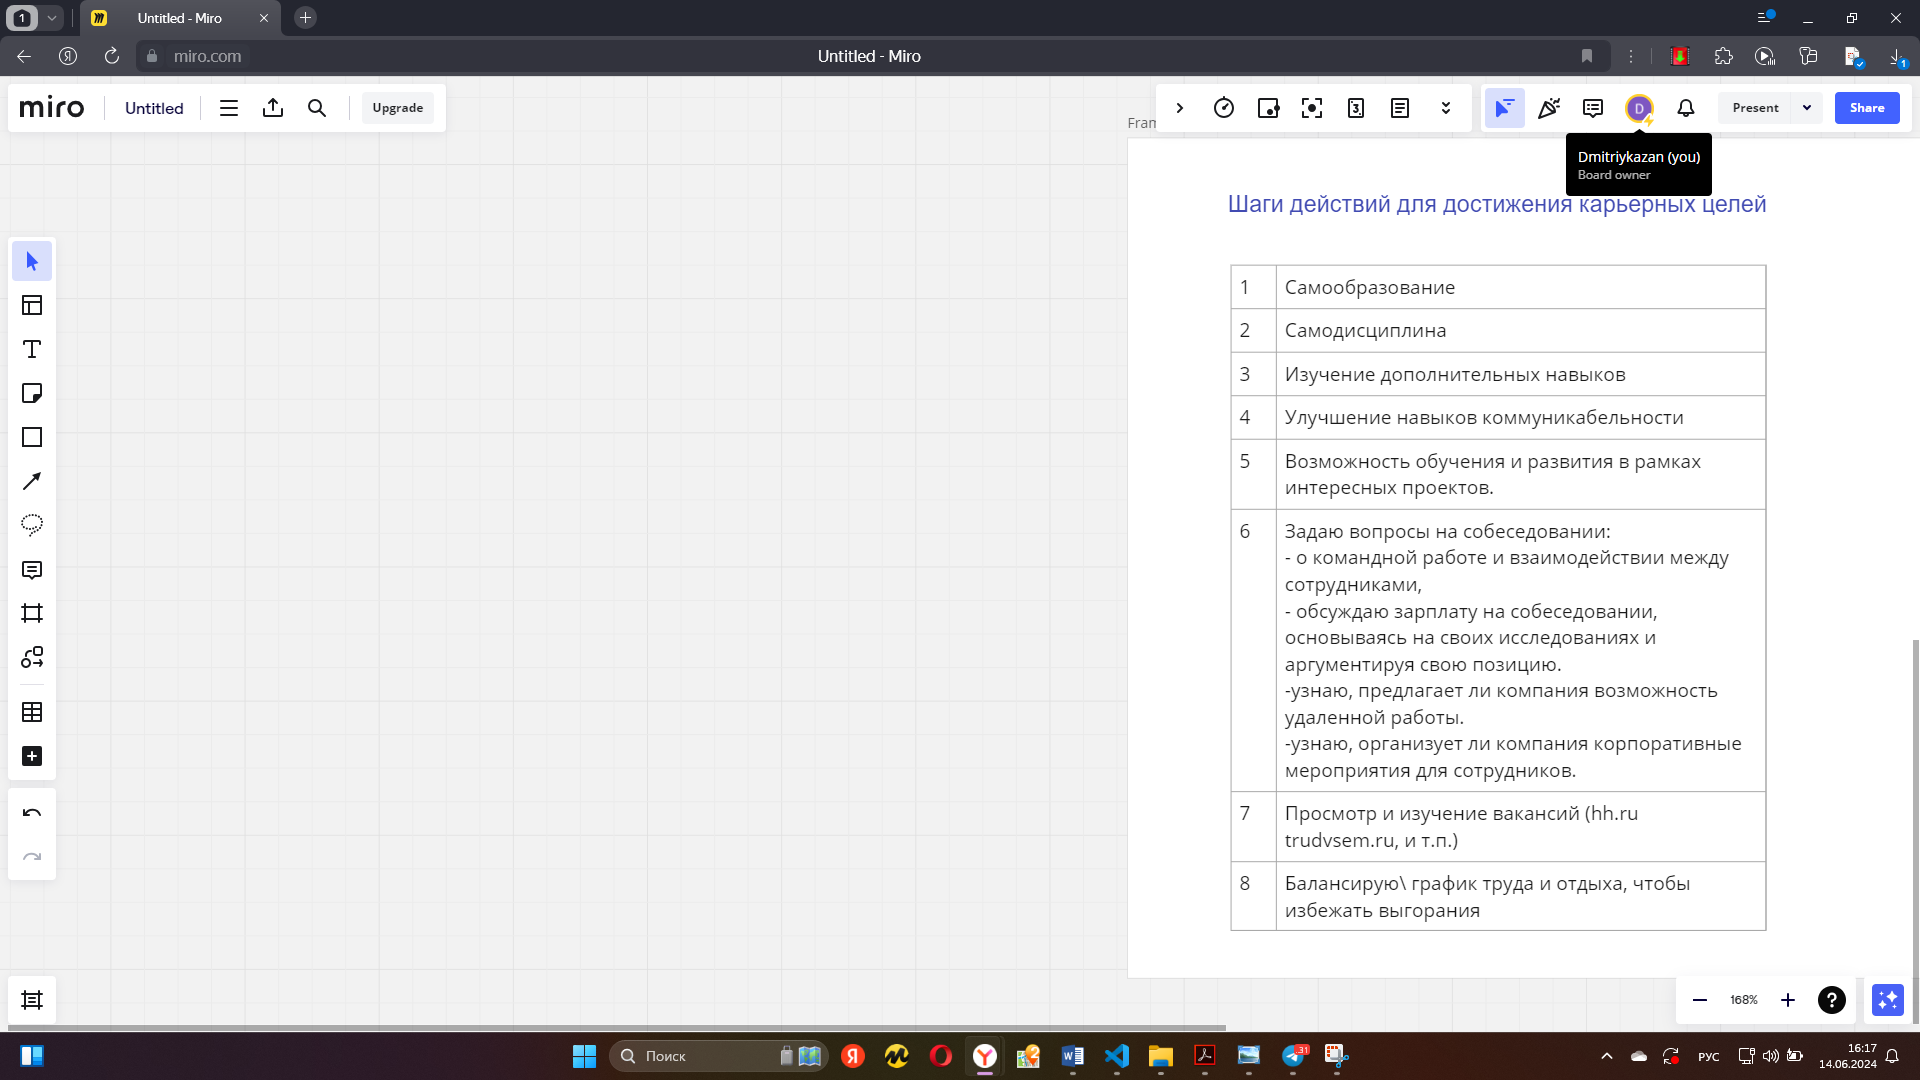 1
Untitled - Miro
miro.com
Untitled - Miro
1
miro
Untitled
Upgrade
3
D
Present
Share
Fram
Dmitriykazan (you)
Board owner
Шаги действий для достижения карьерных целей
1 Самообразование
2 Самодисциплина
3 Изучение дополнительных навыков
4 Улучшение навыков коммуникабельности
5 Возможность обучения и развития в рамках
интересных проектов.
6 Задаю вопросы на собеседовании:
- о командной работе и взаимодействии между
сотрудниками,
- обсуждаю зарплату на собеседовании,
основываясь на своих исследованиях и
аргументируя свою позицию.
-узнаю, предлагает ли компания возможность
удаленной работы.
-узнаю, организует ли компания корпоративные
мероприятия для сотрудников.
7 Просмотр и изучение вакансий (hh.ru
trudvsem.ru, и т.п.)
8 Балансирую\ график труда и отдыха, чтобы
избежать выгорания
168%
?
Поиск
31
РУС
16:17
14.06.2024